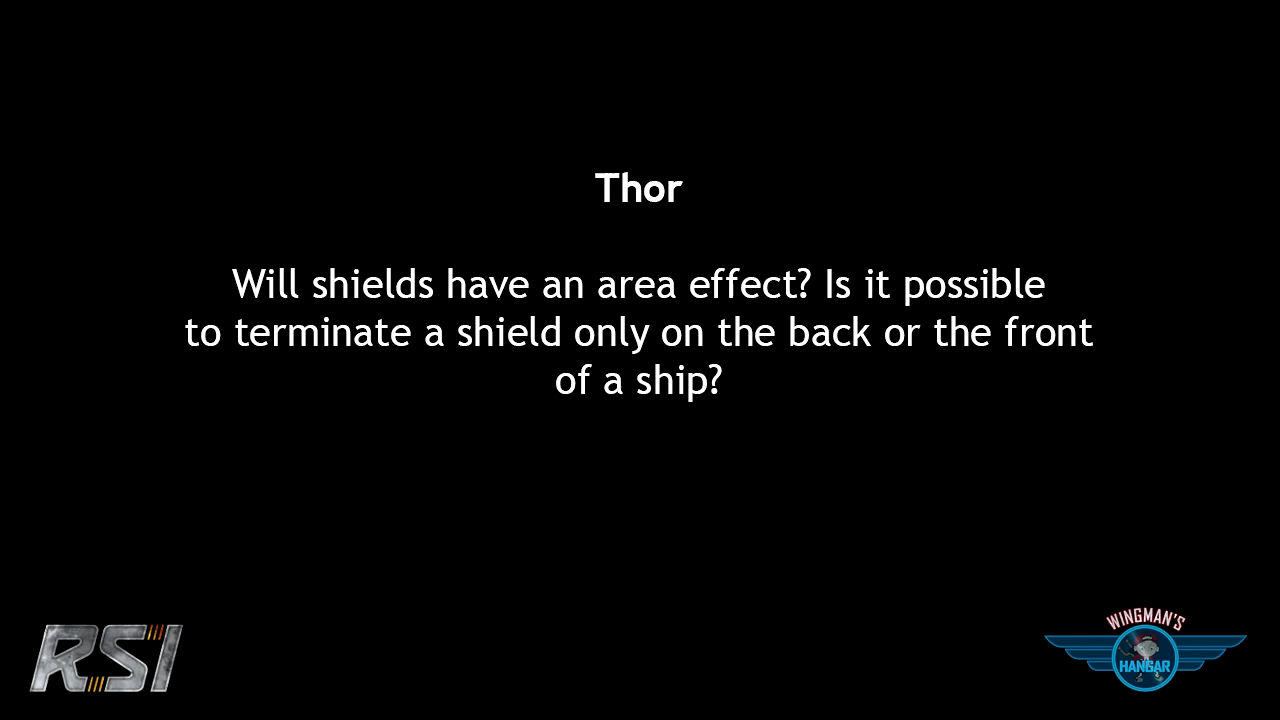 Thor
Will shields have an area effect? Is it possible
to terminate a shield only on the back or the front
of a ship?
RSI
WINGMAN'S
HANGAR